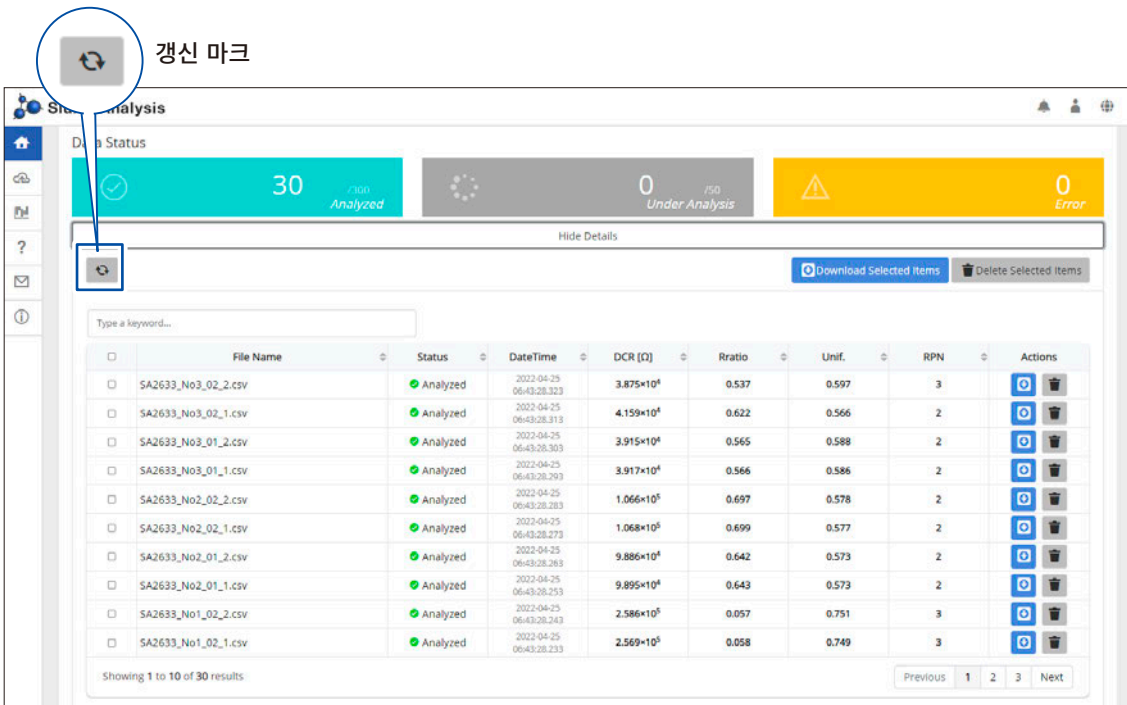 갱신 마크
alysis
Status
30 /300
Analyzed
0 /50
Under Analysis
0
Error
Hide Details
Download Selected Items Delete Selected Items
Type a keyword...
File Name Status DateTime DCR [Ω] Rratio Unif. RPN Actions
SA2633_No3_02_2.csv Analyzed 2022-04-25 06:43:28.323 3.875×10⁴ 0.537 0.597 3
SA2633_No3_02_1.csv Analyzed 2022-04-25 06:43:28.313 4.159×10⁴ 0.622 0.566 2
SA2633_No3_01_2.csv Analyzed 2022-04-25 06:43:28.303 3.915×10⁴ 0.565 0.588 2
SA2633_No3_01_1.csv Analyzed 2022-04-25 06:43:28.293 3.917×10⁴ 0.566 0.586 2
SA2633_No2_02_2.csv Analyzed 2022-04-25 06:43:28.283 1.066×10⁵ 0.697 0.578 2
SA2633_No2_02_1.csv Analyzed 2022-04-25 06:43:28.273 1.068×10⁵ 0.699 0.577 2
SA2633_No2_01_2.csv Analyzed 2022-04-25 06:43:28.263 9.886×10⁴ 0.642 0.573 2
SA2633_No2_01_1.csv Analyzed 2022-04-25 06:43:28.253 9.895×10⁴ 0.643 0.573 2
SA2633_No1_02_2.csv Analyzed 2022-04-25 06:43:28.243 2.586×10⁵ 0.057 0.751 3
SA2633_No1_02_1.csv Analyzed 2022-04-25 06:43:28.233 2.569×10⁵ 0.058 0.749 3
Showing 1 to 10 of 30 results Previous 1 2 3 Next